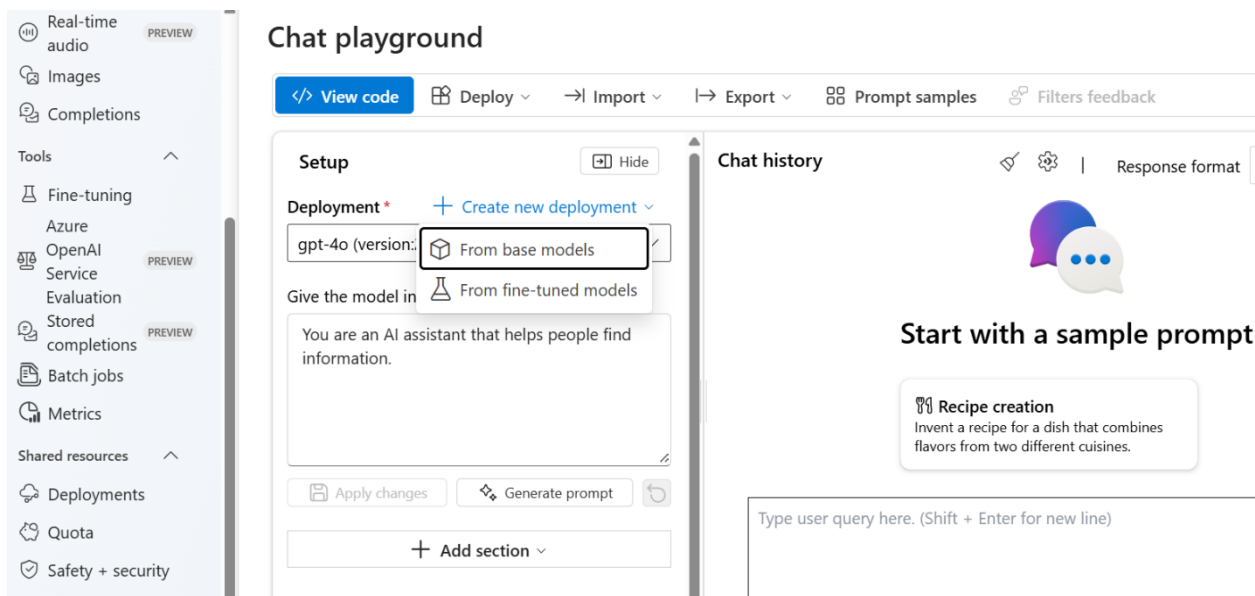 Real-time
audio
PREVIEW
Images
Completions
Tools
Fine-tuning
Azure
OpenAI
Service
Evaluation
PREVIEW
Stored
completions
PREVIEW
Batch jobs
Metrics
Shared resources
Deployments
Quota
Safety + security
Chat playground
</> View code
Deploy
Import
Export
Prompt samples
Filters feedback
Setup
Hide
Deployment *
+ Create new deployment
gpt-4o (version:
From base models
From fine-tuned models
Give the model in
You are an AI assistant that helps people find
information.
Apply changes
Generate prompt
+ Add section
Chat history
Response format
Start with a sample prompt
Recipe creation
Invent a recipe for a dish that combines
flavors from two different cuisines.
Type user query here. (Shift + Enter for new line)